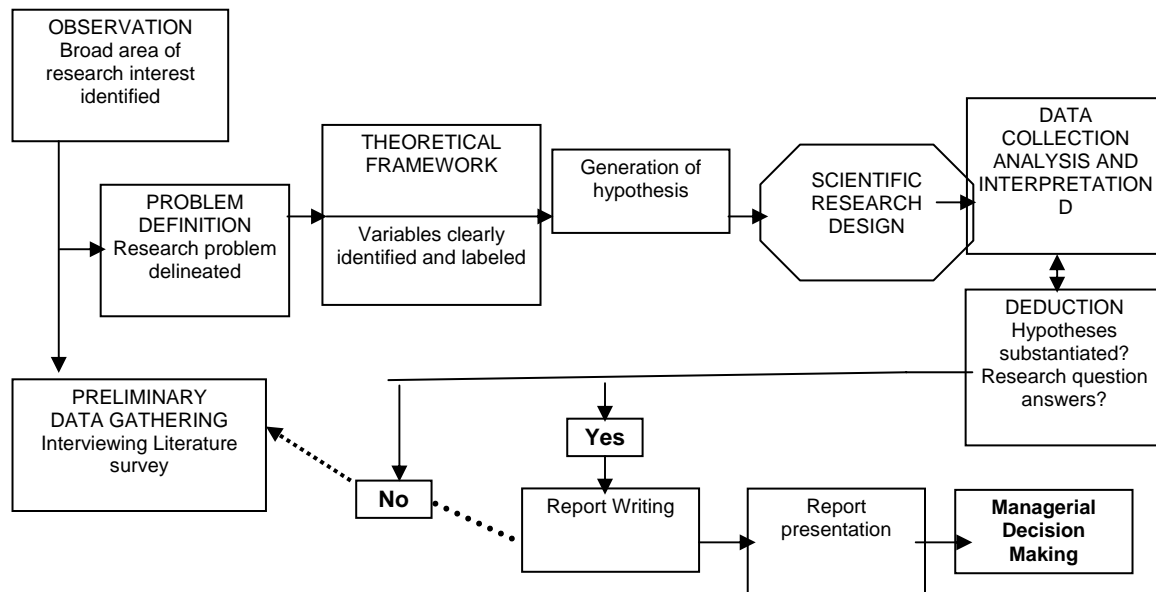 OBSERVATION
Broad area of
research interest
identified
PROBLEM
DEFINITION
Research problem
delineated
THEORETICAL
FRAMEWORK
Variables clearly
identified and labeled
Generation of
hypothesis
SCIENTIFIC
RESEARCH
DESIGN
DATA
COLLECTION
ANALYSIS AND
INTERPRETATION
D
DEDUCTION
Hypotheses
substantiated?
Research question
answers?
PRELIMINARY
DATA GATHERING
Interviewing Literature
survey
No
Yes
Report Writing
Report
presentation
Managerial
Decision
Making